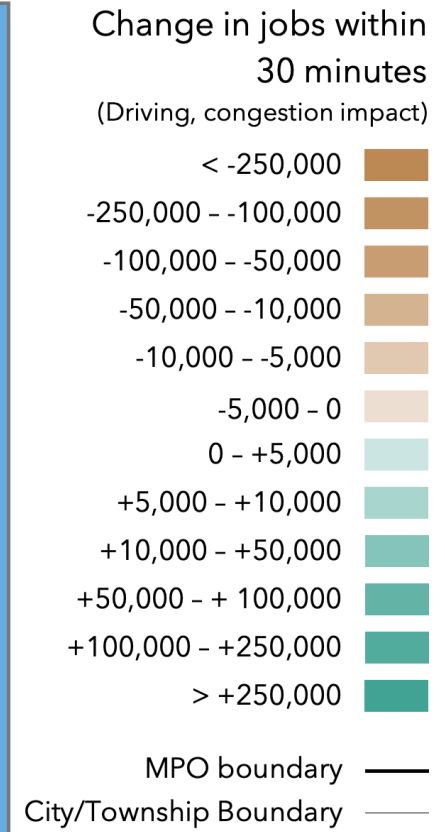 Change in jobs within
30 minutes
(Driving, congestion impact)
< -250,000
-250,000 – -100,000
-100,000 – -50,000
-50,000 – -10,000
-10,000 – -5,000
-5,000 – 0
0 – +5,000
+5,000 – +10,000
+10,000 – +50,000
+50,000 – + 100,000
+100,000 – +250,000
> +250,000
MPO boundary
City/Township Boundary